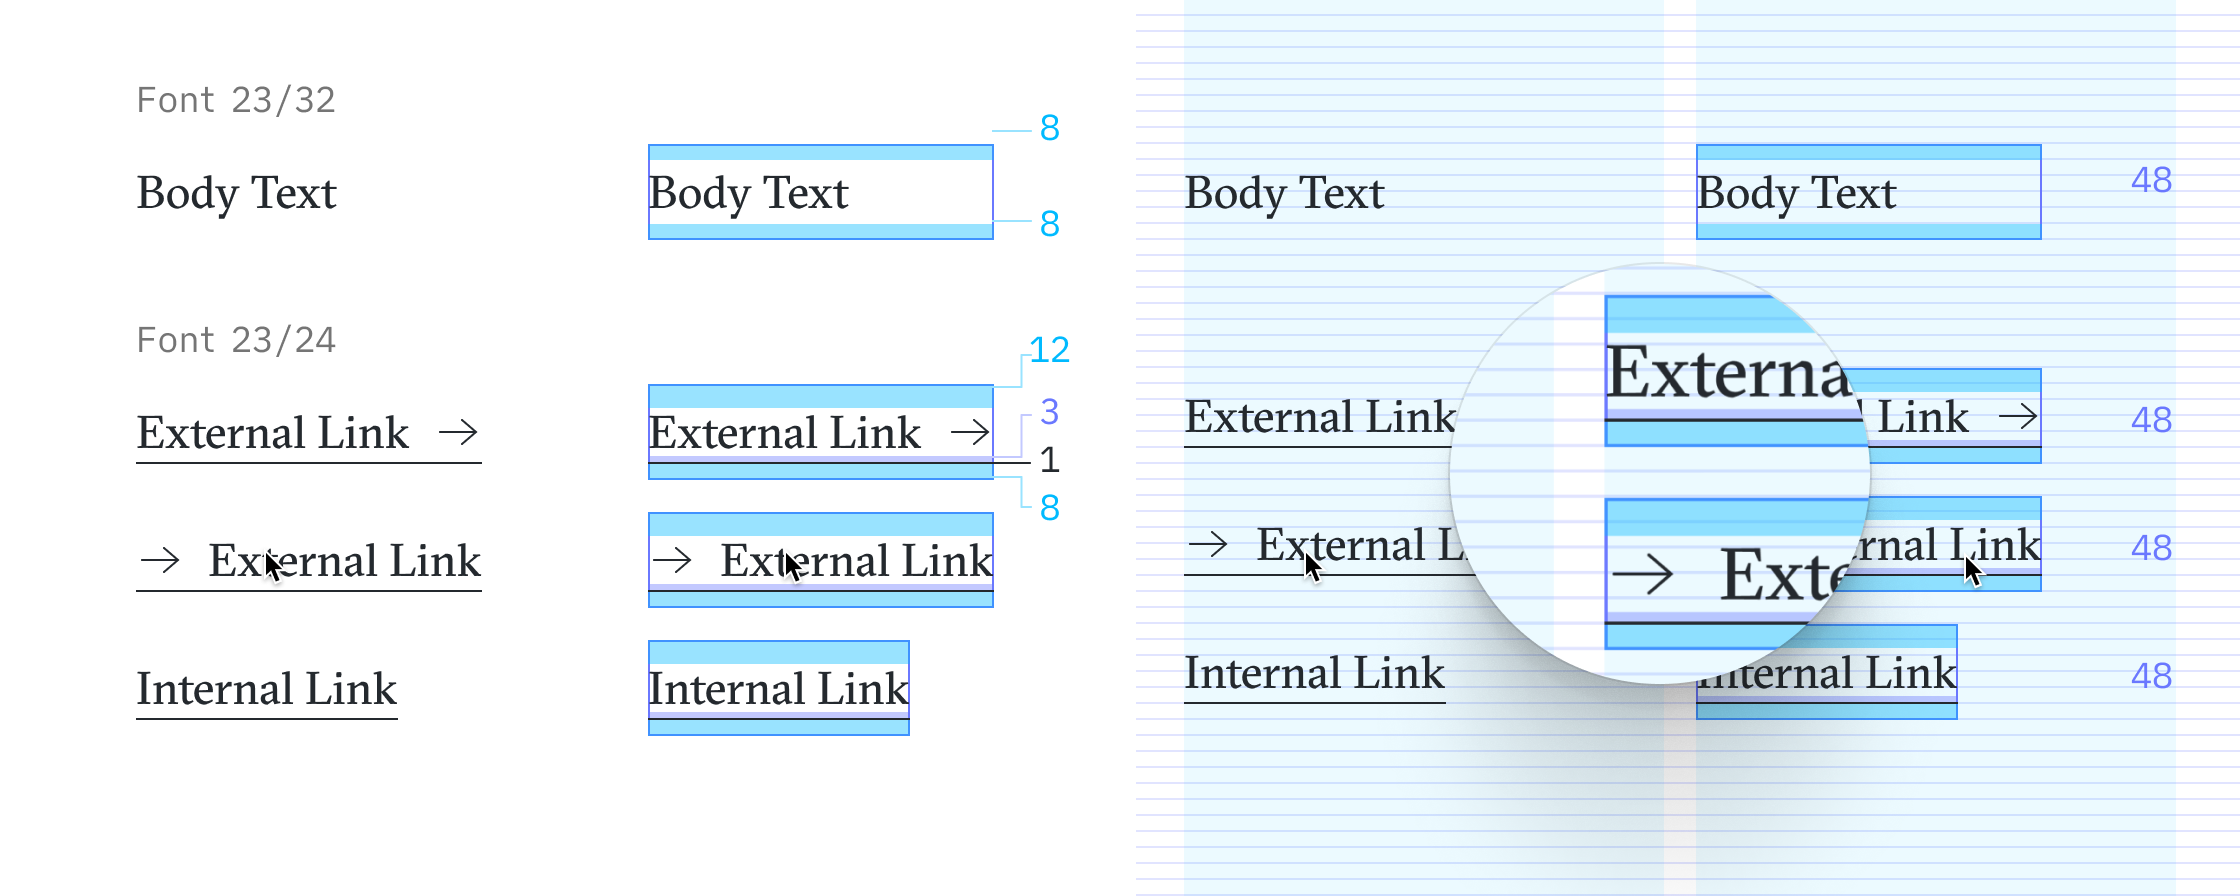 Font 23/32
Body Text
Body Text
8
8
Font 23/24
External Link →
External Link →
12
3
1
8
→ External Link
→ External Link
Internal Link
Internal Link
Body Text
Body Text
48
External Link
Externa
Link →
48
→ External L
→ Exte
rnal Link
48
Internal Link
Internal Link
48